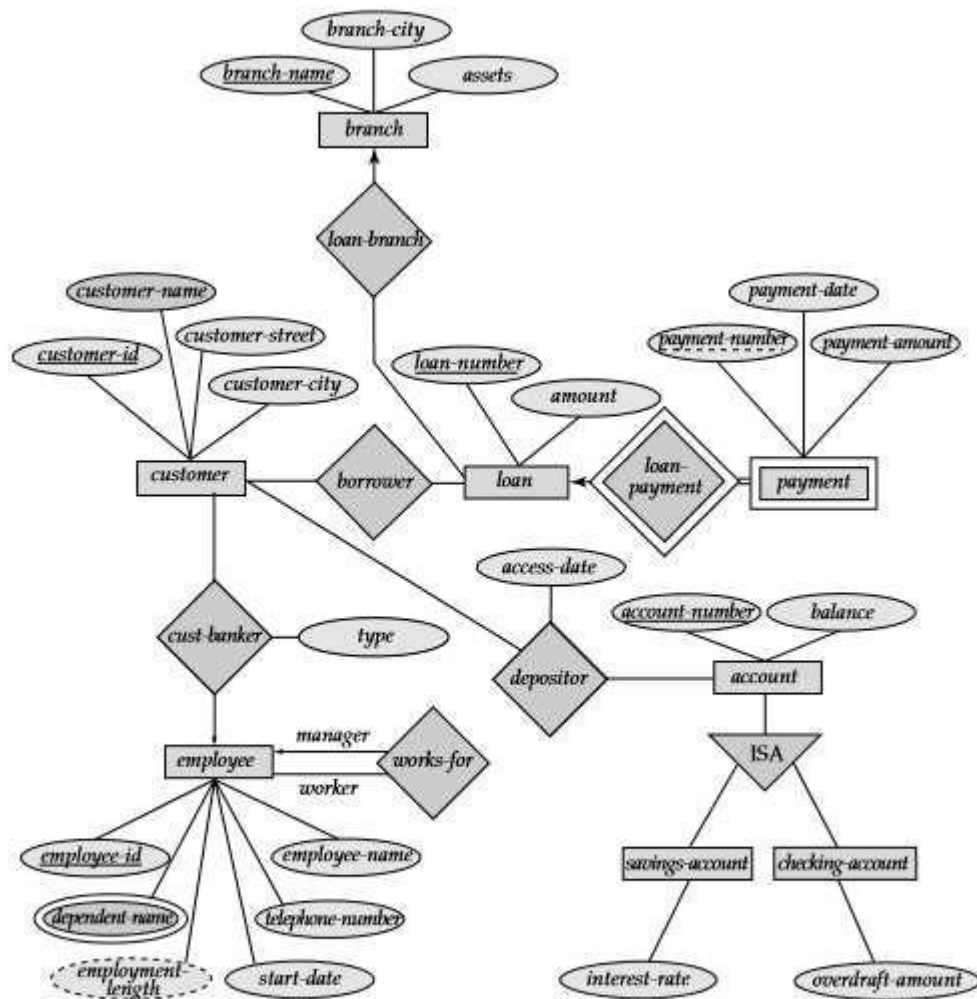 branch-city
branch-name
assets
branch
loan-branch
customer-name
customer-street
customer-id
customer-city
payment-date
payment-number
payment-amount
loan-number
amount
customer
borrower
loan
loan-
payment
payment
access-date
account-number
balance
cust-banker
type
depositor
account
manager
employee
works-for
worker
ISA
employee-id
employee-name
savings-account
checking-account
dependent-name
telephone-number
employment-
length
start-date
interest-rate
overdraft-amount